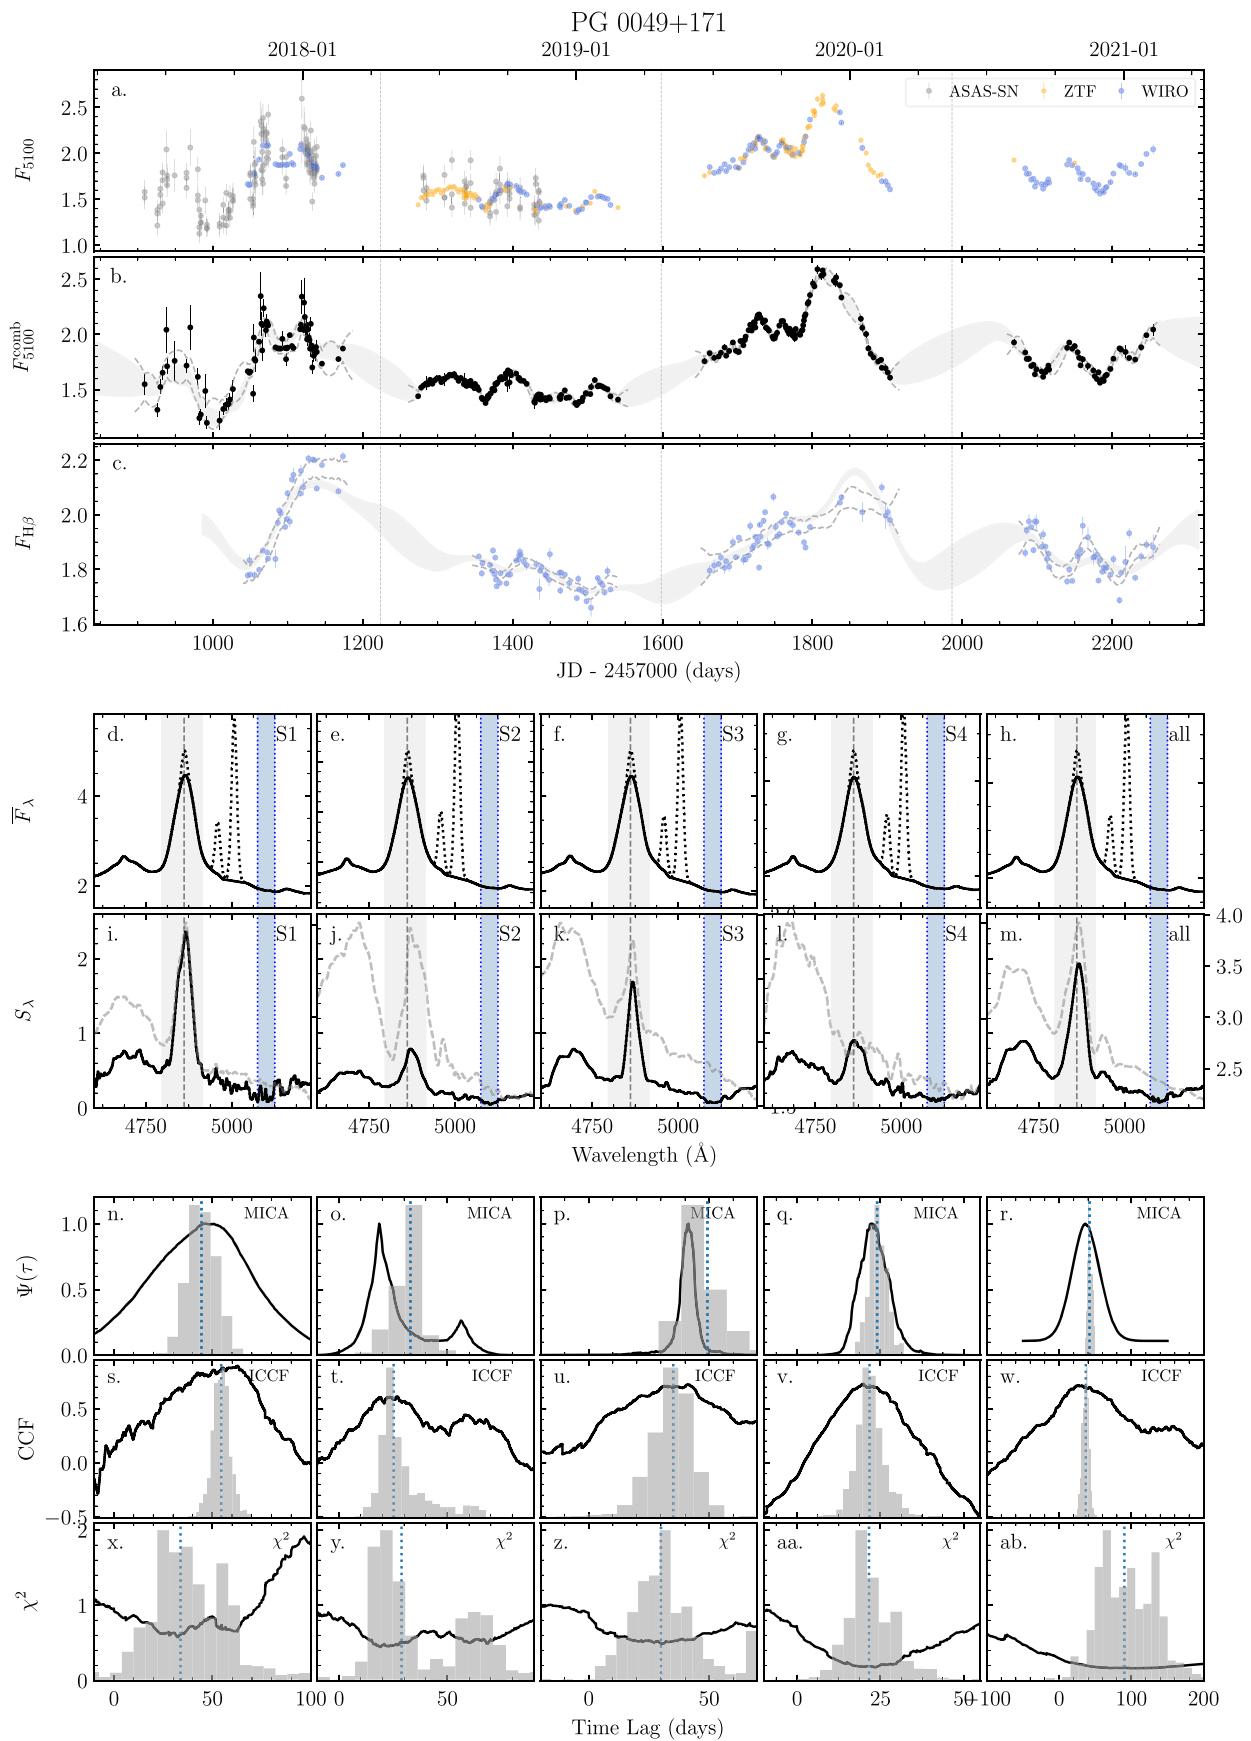 PG 0049+171
2018-01 2019-01 2020-01 2021-01
a. ASAS-SN ZTF WIRO
F5100
2.5
2.0
1.5
1.0
b.
F5100comb
2.5
2.0
1.5
c.
FHβ
2.2
2.0
1.8
1.6
1000 1200 1400 1600 1800 2000 2200
JD - 2457000 (days)
d. S1 e. S2 f. S3 g. S4 h. all
F̅λ
4
2
i. S1 j. S2 k. S3 l. S4 m. all
Sλ
2
1
0
4.0
3.5
3.0
2.5
4750 5000 4750 5000 4750 5000 4750 5000 4750 5000
Wavelength (Å)
n. MICA o. MICA p. MICA q. MICA r. MICA
Ψ(τ)
1.0
0.5
0.0
s. ICCF t. ICCF u. ICCF v. ICCF w. ICCF
CCF
0.5
0.0
−0.5
x. χ² y. χ² z. χ² aa. χ² ab. χ²
χ²
2
1
0
0 50 100 0 50 0 50 0 25 50 −100 0 100 200
Time Lag (days)